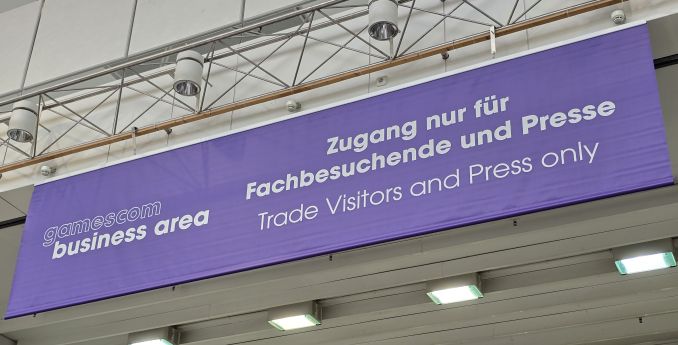 gamescom
business area
Zugang nur für
Fachbesuchende und Presse
Trade Visitors and Press only